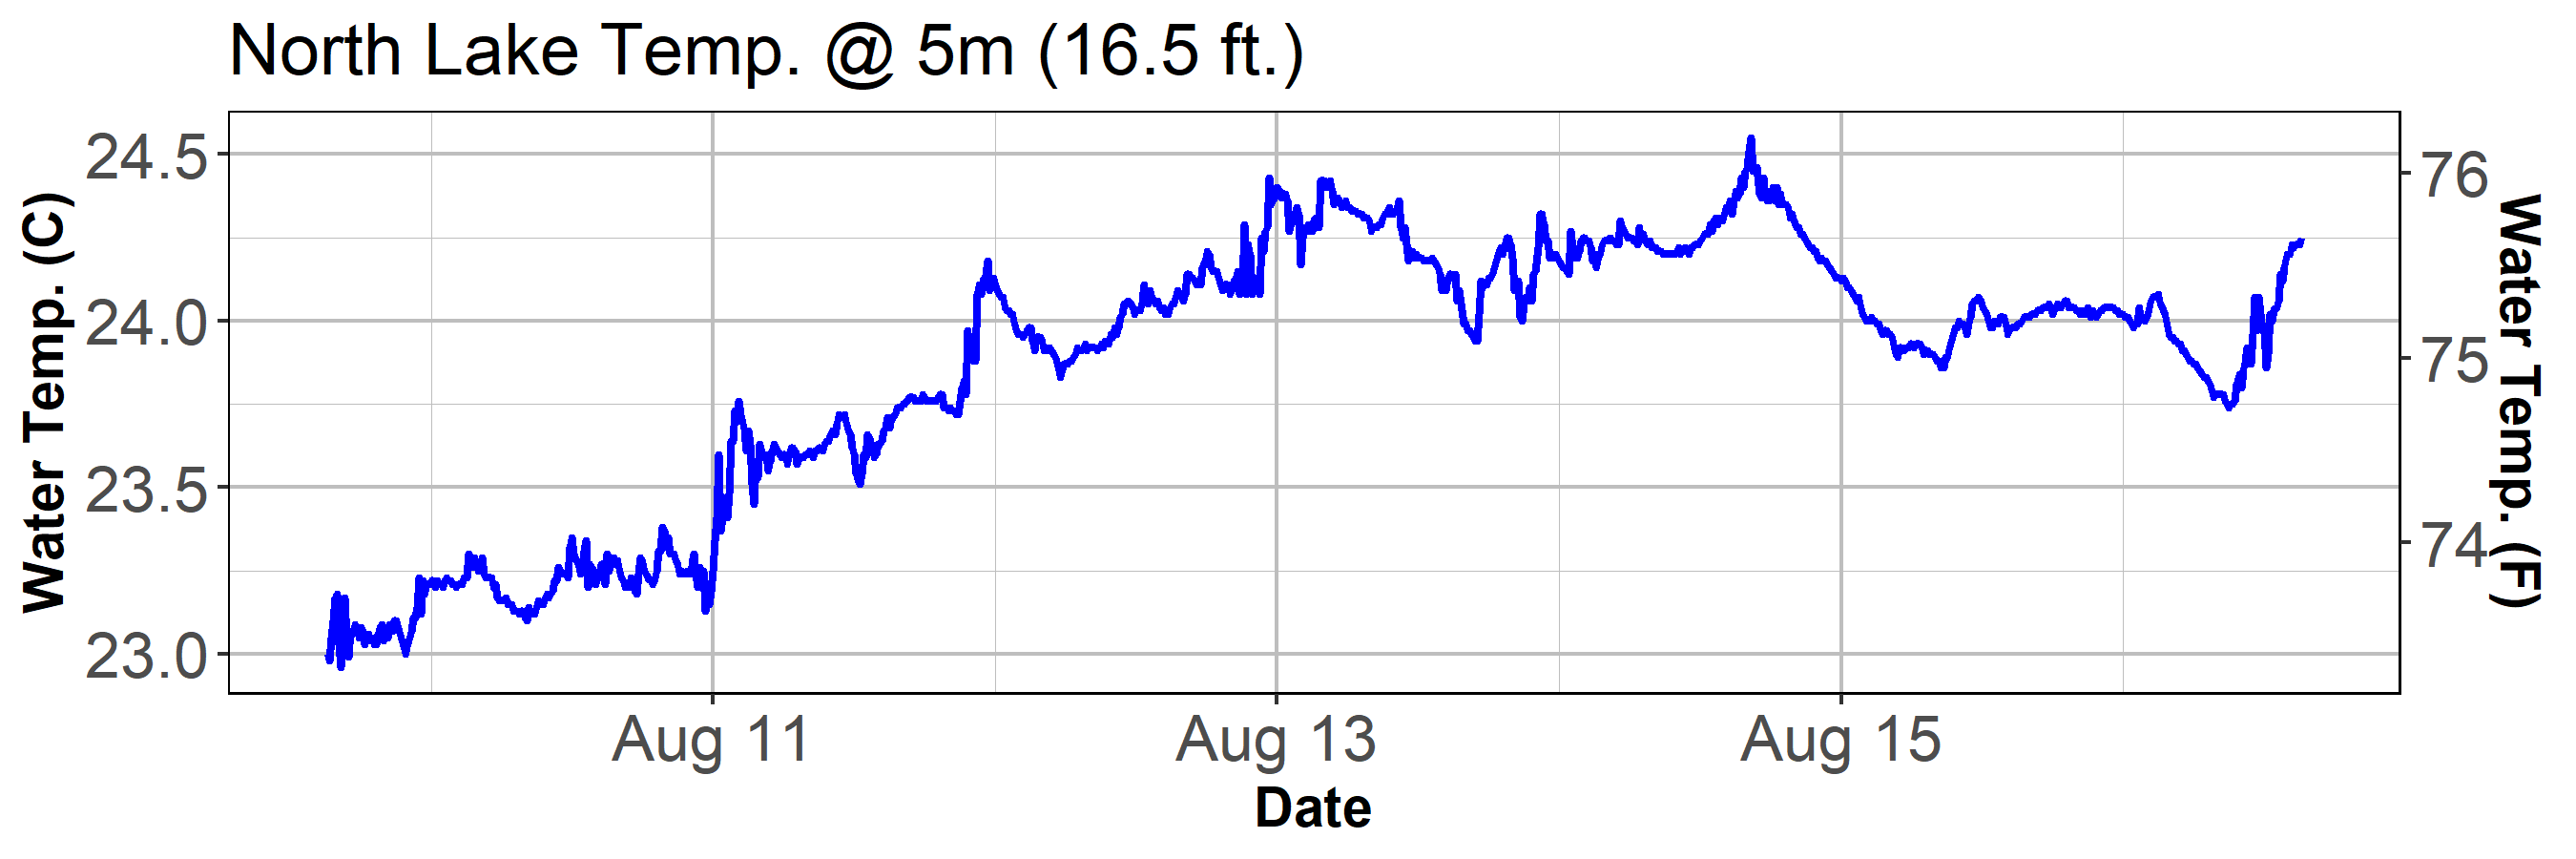 North Lake Temp. @ 5m (16.5 ft.)
Water Temp. (C)
24.5
24.0
23.5
23.0
76
75
74
Water Temp. (F)
Aug 11
Aug 13
Aug 15
Date